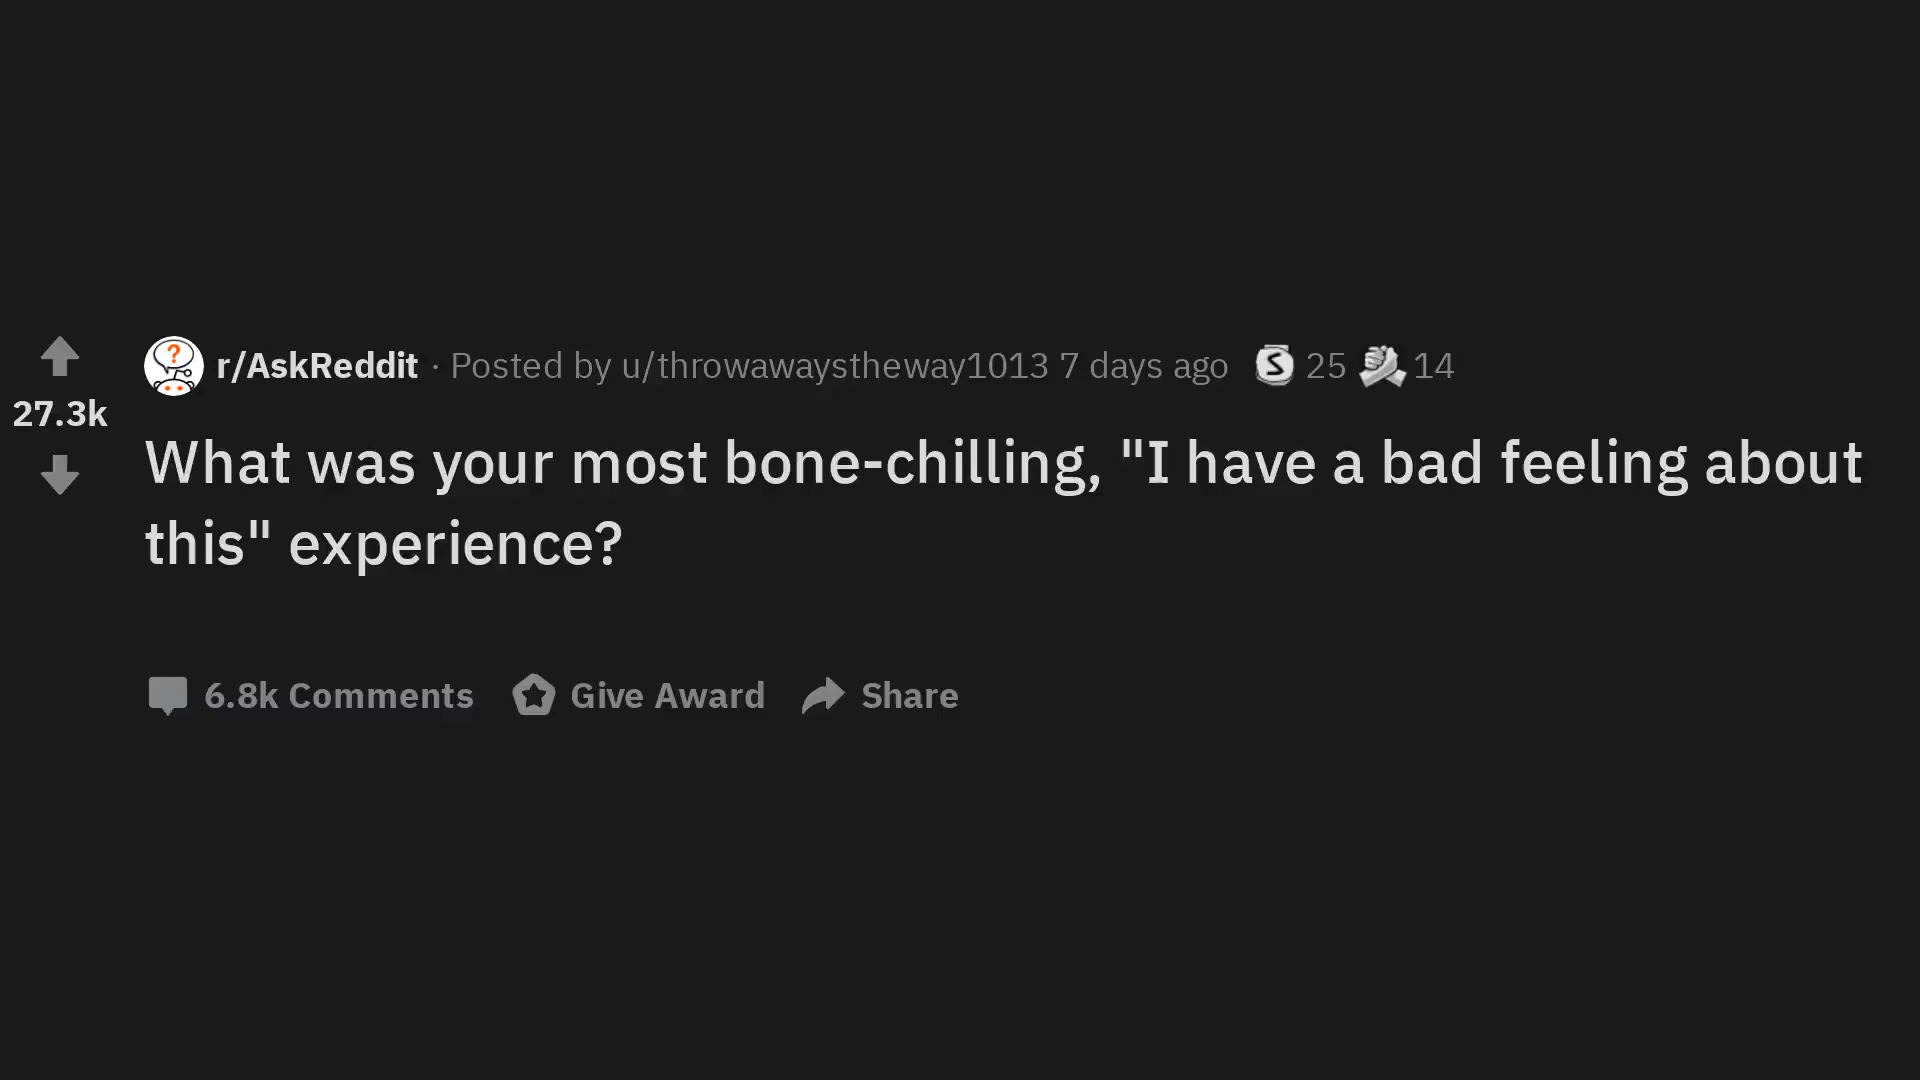 r/AskReddit · Posted by u/throwawaystheway1013 7 days ago S 25 14
27.3k
What was your most bone-chilling, "I have a bad feeling about
this" experience?
6.8k Comments Give Award Share